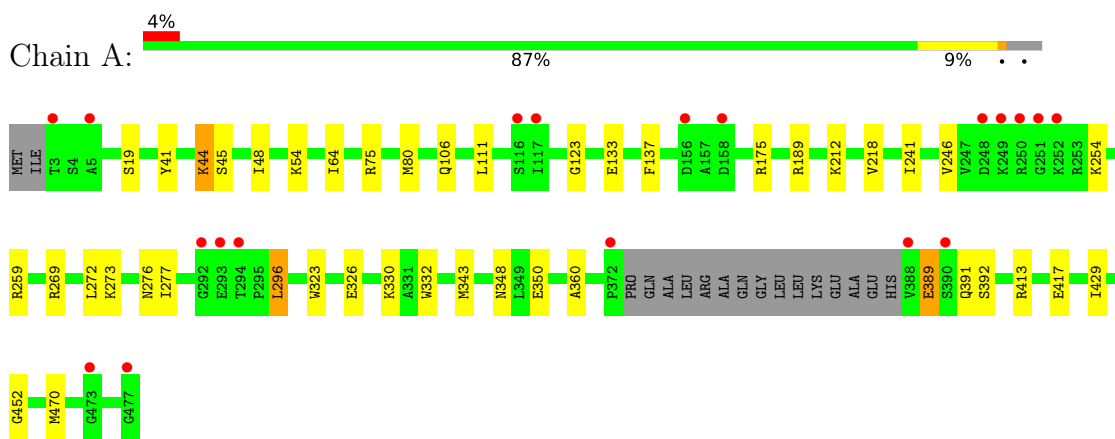 4%
Chain A:
87% 9% • •
MET ILE T3 S4 A5 S19 Y41 K44 S45 I48 K54 I64 R75 M80 Q106 L111 S116 I117 G123 E133 F137 D156 A157 D158 R175 R189 K212 V218 I241 V246 V247 D248 K249 R250 G251 K252 R253 K254
R259 R269 L272 K273 N276 I277 G292 E293 T294 P295 L296 W323 E326 K330 A331 W332 M343 N348 L349 E350 A360 P372 PRO GLN ALA LEU ARG ALA GLN GLY LEU LEU LYS GLU ALA GLU HIS V388 E389 S390 Q391 S392 R413 E417 I429
G452 M470 G473 G477